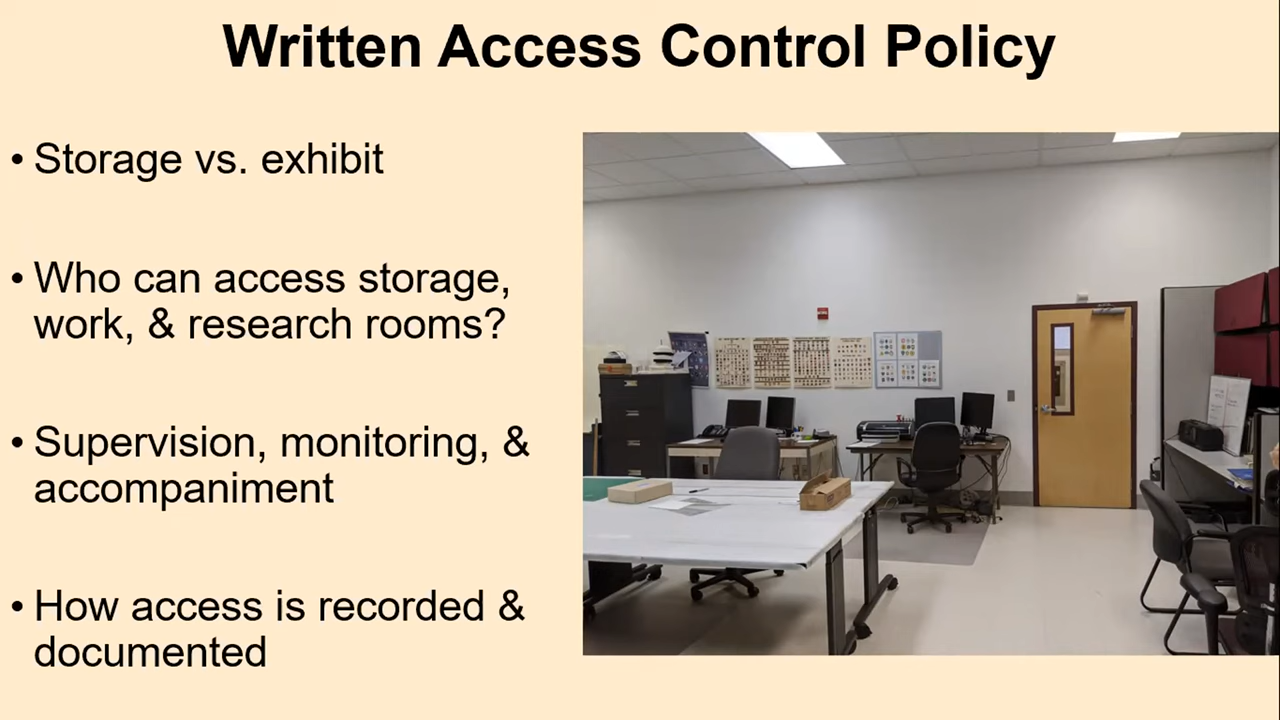 Written Access Control Policy
• Storage vs. exhibit
• Who can access storage,
work, & research rooms?
• Supervision, monitoring, &
accompaniment
• How access is recorded &
documented